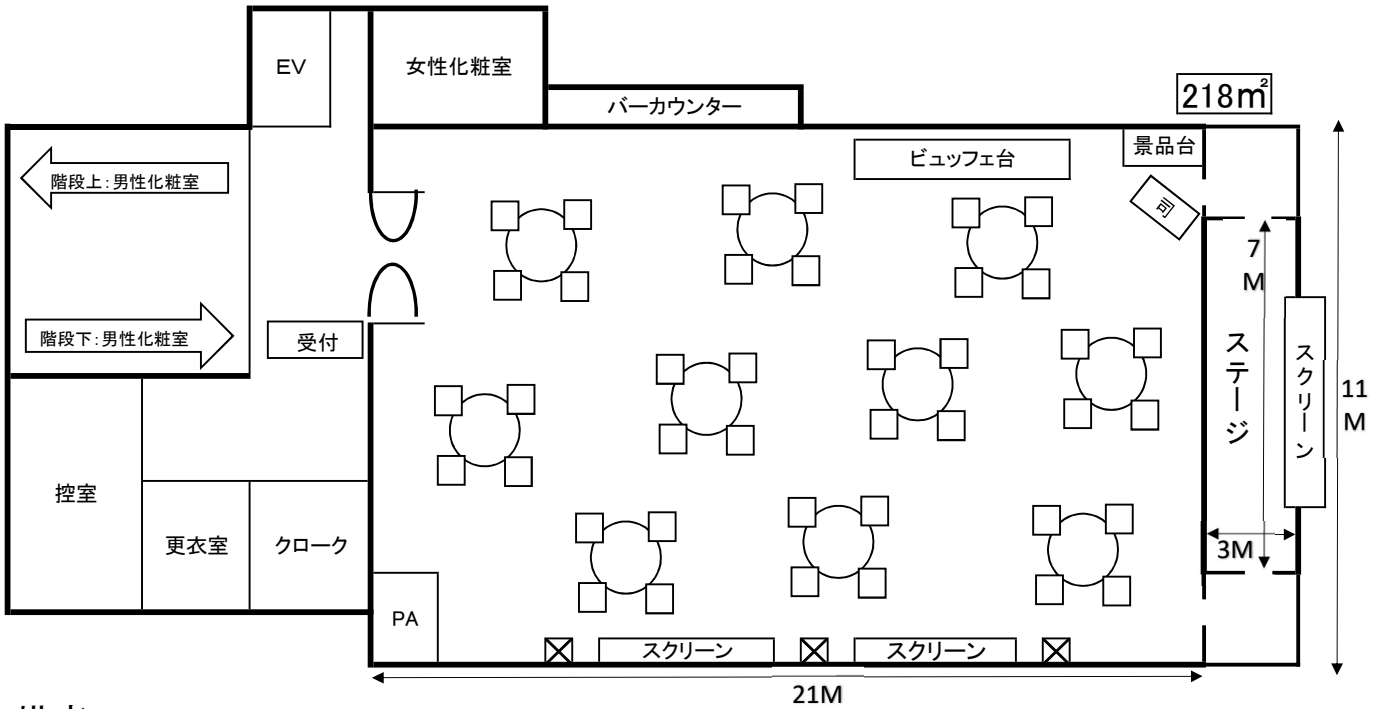 EV
女性化粧室
バーカウンター
218㎡
階段上：男性化粧室
ビュッフェ台
景品台
司
7
M
階段下：男性化粧室
受付
ステージ
スクリーン
11
M
控室
更衣室
クローク
3M
PA
スクリーン
スクリーン
21M